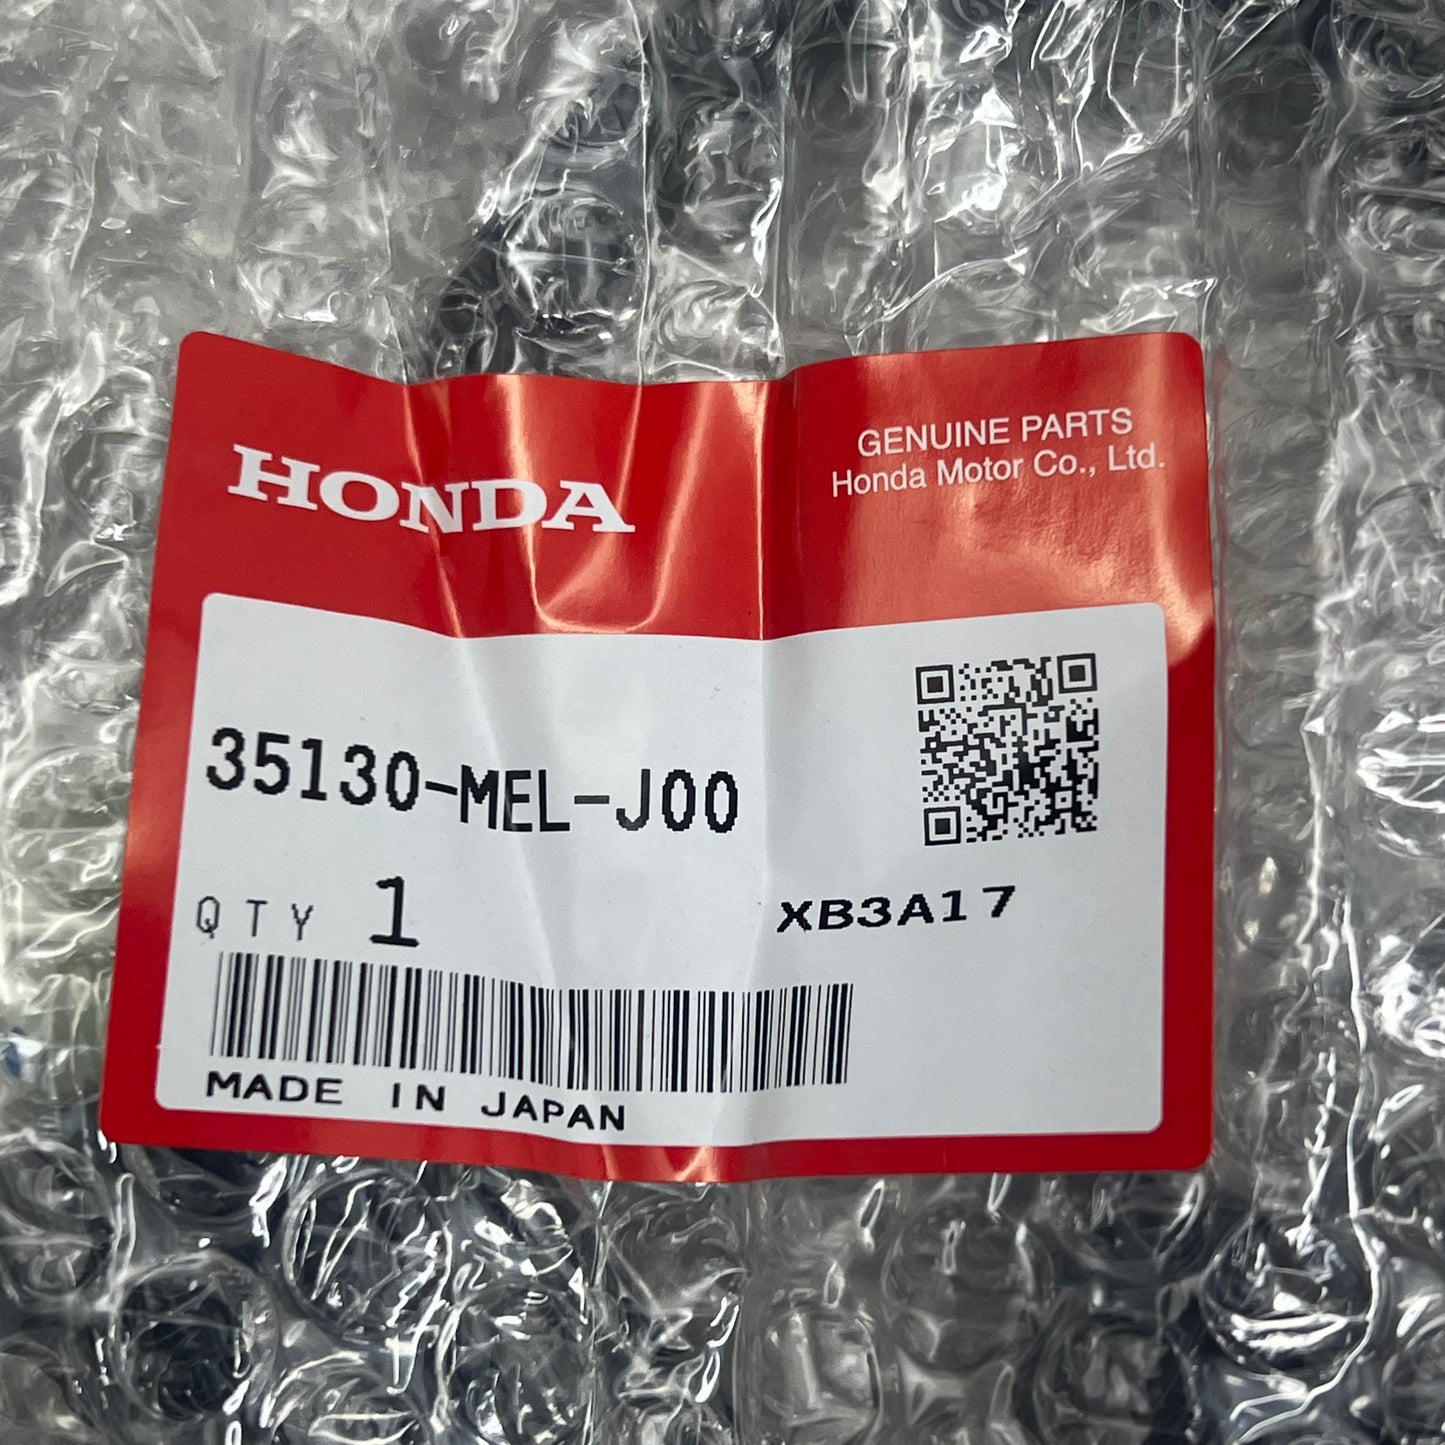 HONDA
GENUINE PARTS
Honda Motor Co., Ltd.
35130-MEL-J00
QTY 1
XB3A17
MADE IN JAPAN